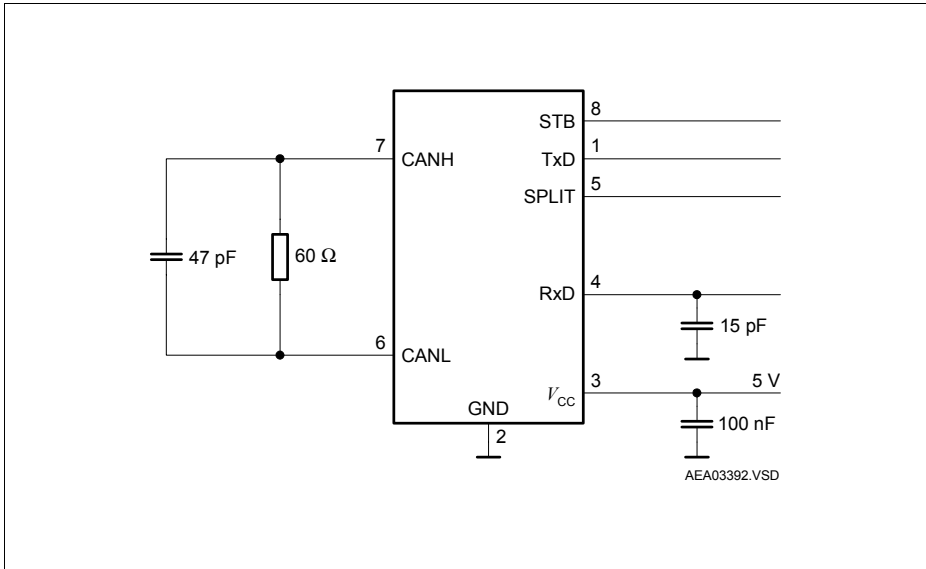 8
STB
1
TxD
7
CANH
5
SPLIT
47 pF
60 Ω
4
RxD
15 pF
6
CANL
3
5 V
VCC
GND
2
100 nF
AEA03392.VSD